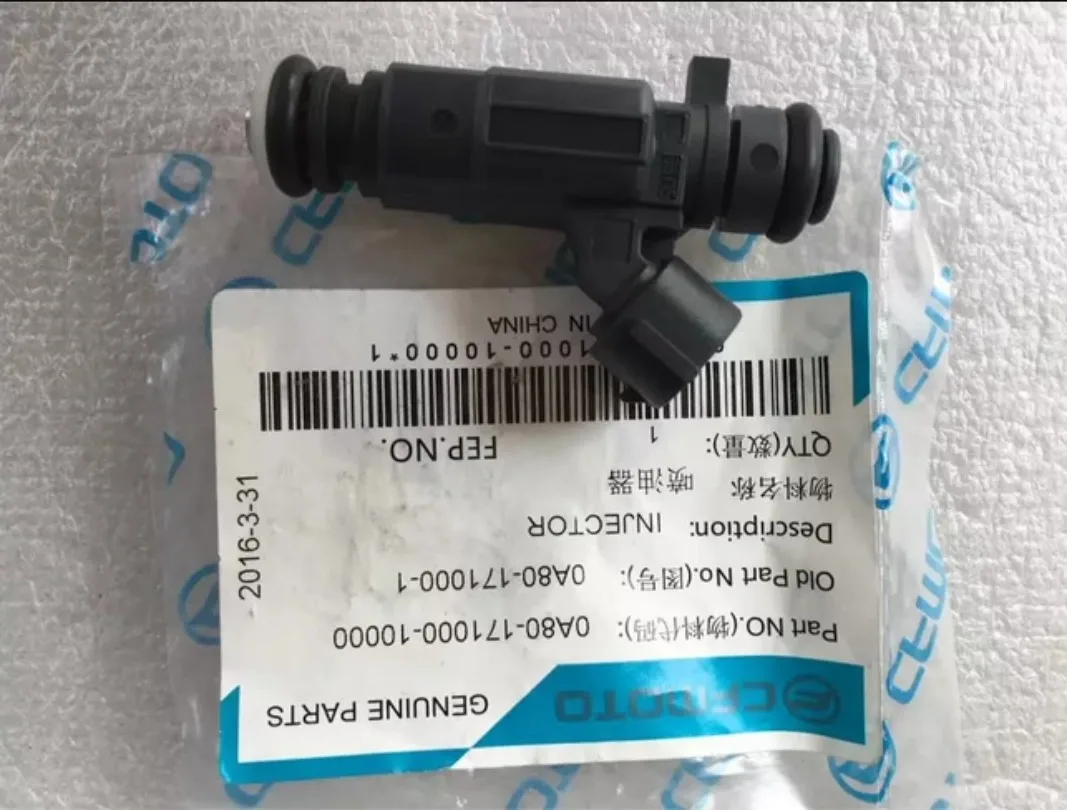 CFMOTO GENUINE PARTS
Part NO.(物料代码): 0A80-171000-10000
Old Part No.(图号): 0A80-171000-1
Description: INJECTOR
物料名称 喷油器
QTY(数量): 1 FEP.NO.
1000-10000*1
IN CHINA
2016-3-31
CFMOTO